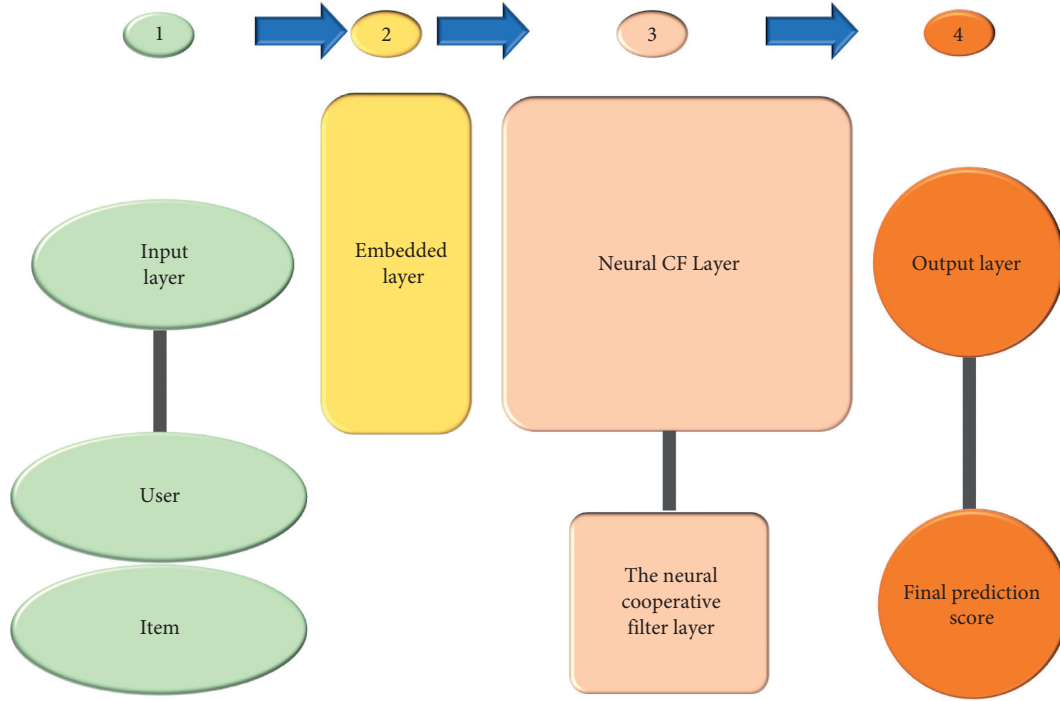 1
2
3
4
Input
layer
Embedded
layer
Neural CF Layer
Output layer
User
Item
The neural
cooperative
filter layer
Final prediction
score